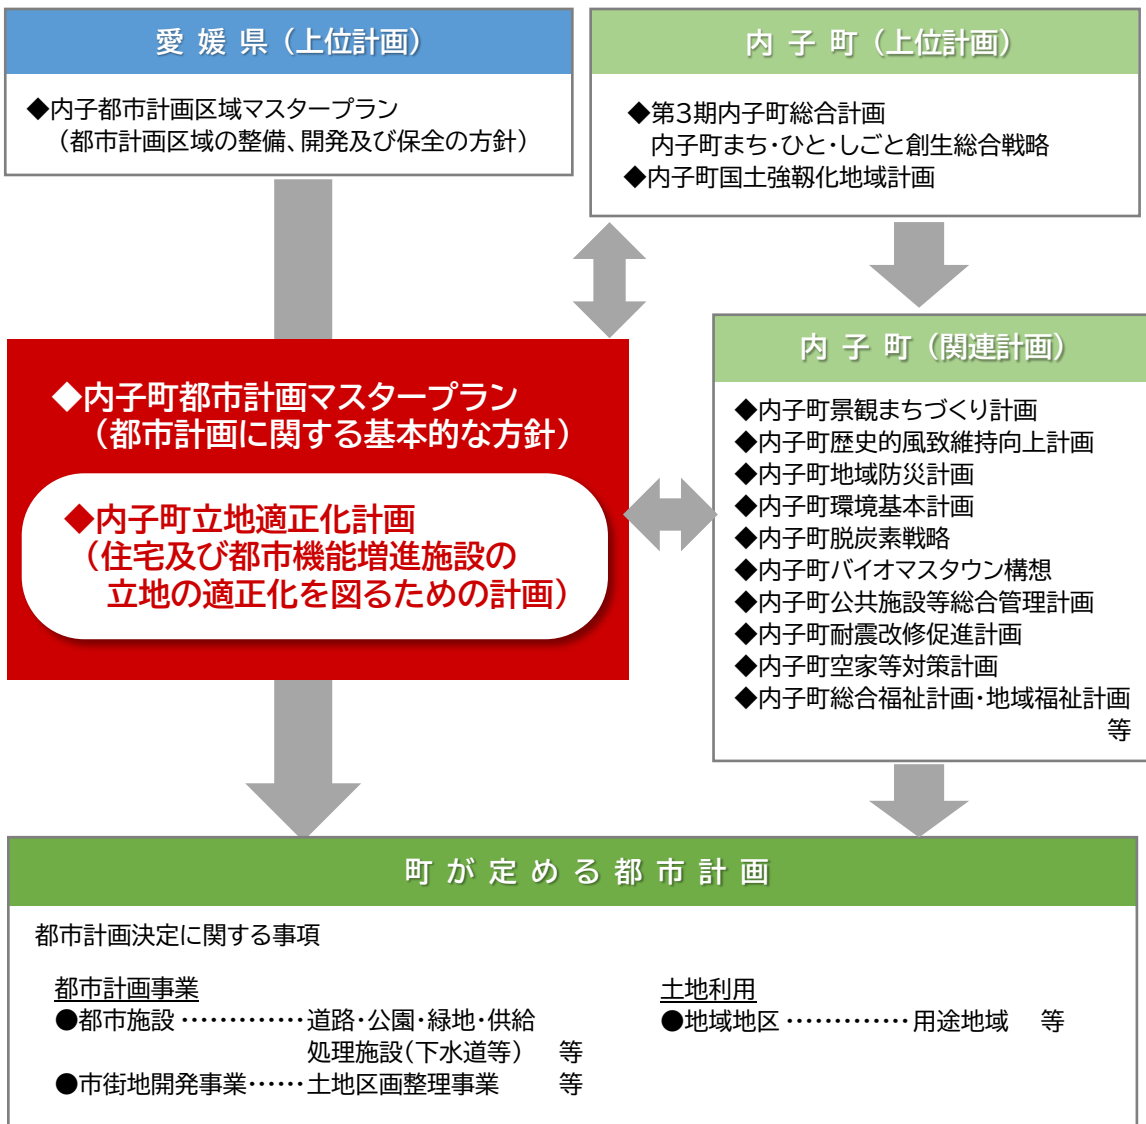 愛媛県（上位計画）
◆内子都市計画区域マスタープラン
（都市計画区域の整備、開発及び保全の方針）
内子町（上位計画）
◆第３期内子町総合計画
内子町まち・ひと・しごと創生総合戦略
◆内子町国土強靱化地域計画
◆内子町都市計画マスタープラン
（都市計画に関する基本的な方針）
◆内子町立地適正化計画
（住宅及び都市機能増進施設の
立地の適正化を図るための計画）
内子町（関連計画）
◆内子町景観まちづくり計画
◆内子町歴史的風致維持向上計画
◆内子町地域防災計画
◆内子町環境基本計画
◆内子町脱炭素戦略
◆内子町バイオマスタウン構想
◆内子町公共施設等総合管理計画
◆内子町耐震改修促進計画
◆内子町空家等対策計画
◆内子町総合福祉計画・地域福祉計画
等
町が定める都市計画
都市計画決定に関する事項
都市計画事業
●都市施設・・・・・・・・・・・・・道路・公園・緑地・供給
処理施設（下水道等）　等
●市街地開発事業・・・・・・土地区画整理事業　等
土地利用
●地域地区・・・・・・・・・・・・・用途地域　等